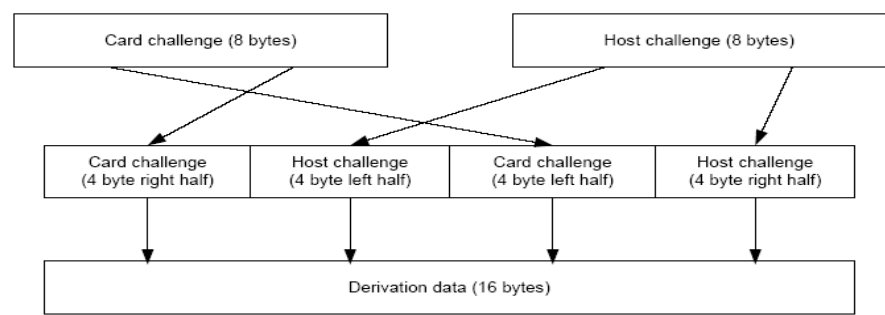 Card challenge (8 bytes)
Host challenge (8 bytes)
Card challenge
(4 byte right half)
Host challenge
(4 byte left half)
Card challenge
(4 byte left half)
Host challenge
(4 byte right half)
Derivation data (16 bytes)